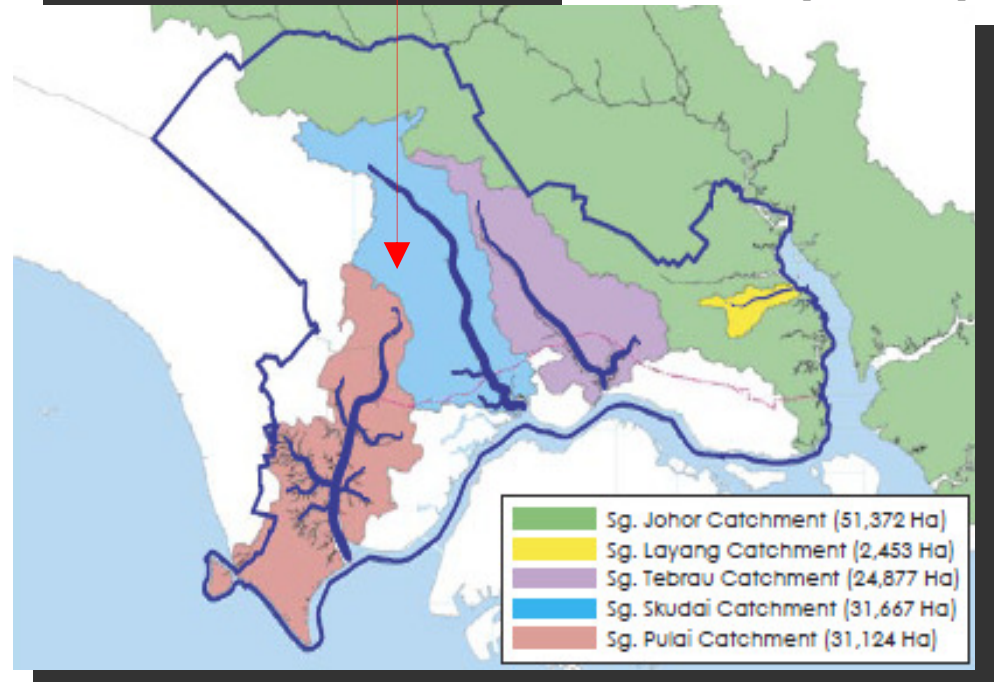 Sg. Johor Catchment (51,372 Ha)
Sg. Layang Catchment (2,453 Ha)
Sg. Tebrau Catchment (24,877 Ha)
Sg. Skudai Catchment (31,667 Ha)
Sg. Pulai Catchment (31,124 Ha)